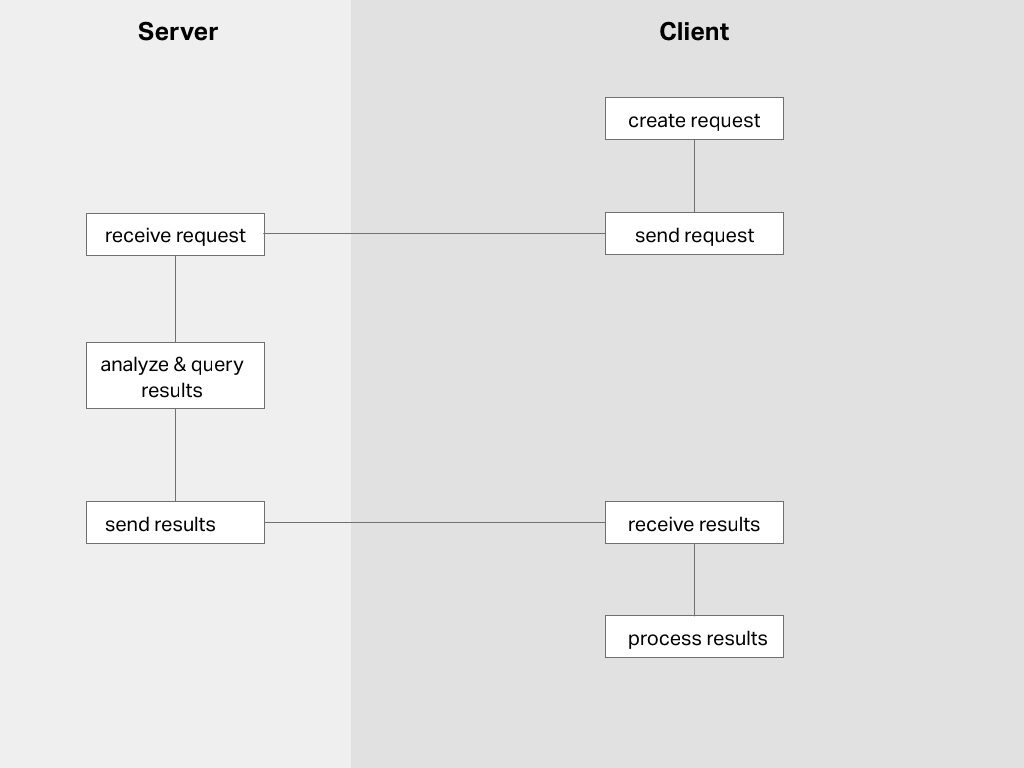 Server
Client
create request
receive request
send request
analyze & query
results
send results
receive results
process results